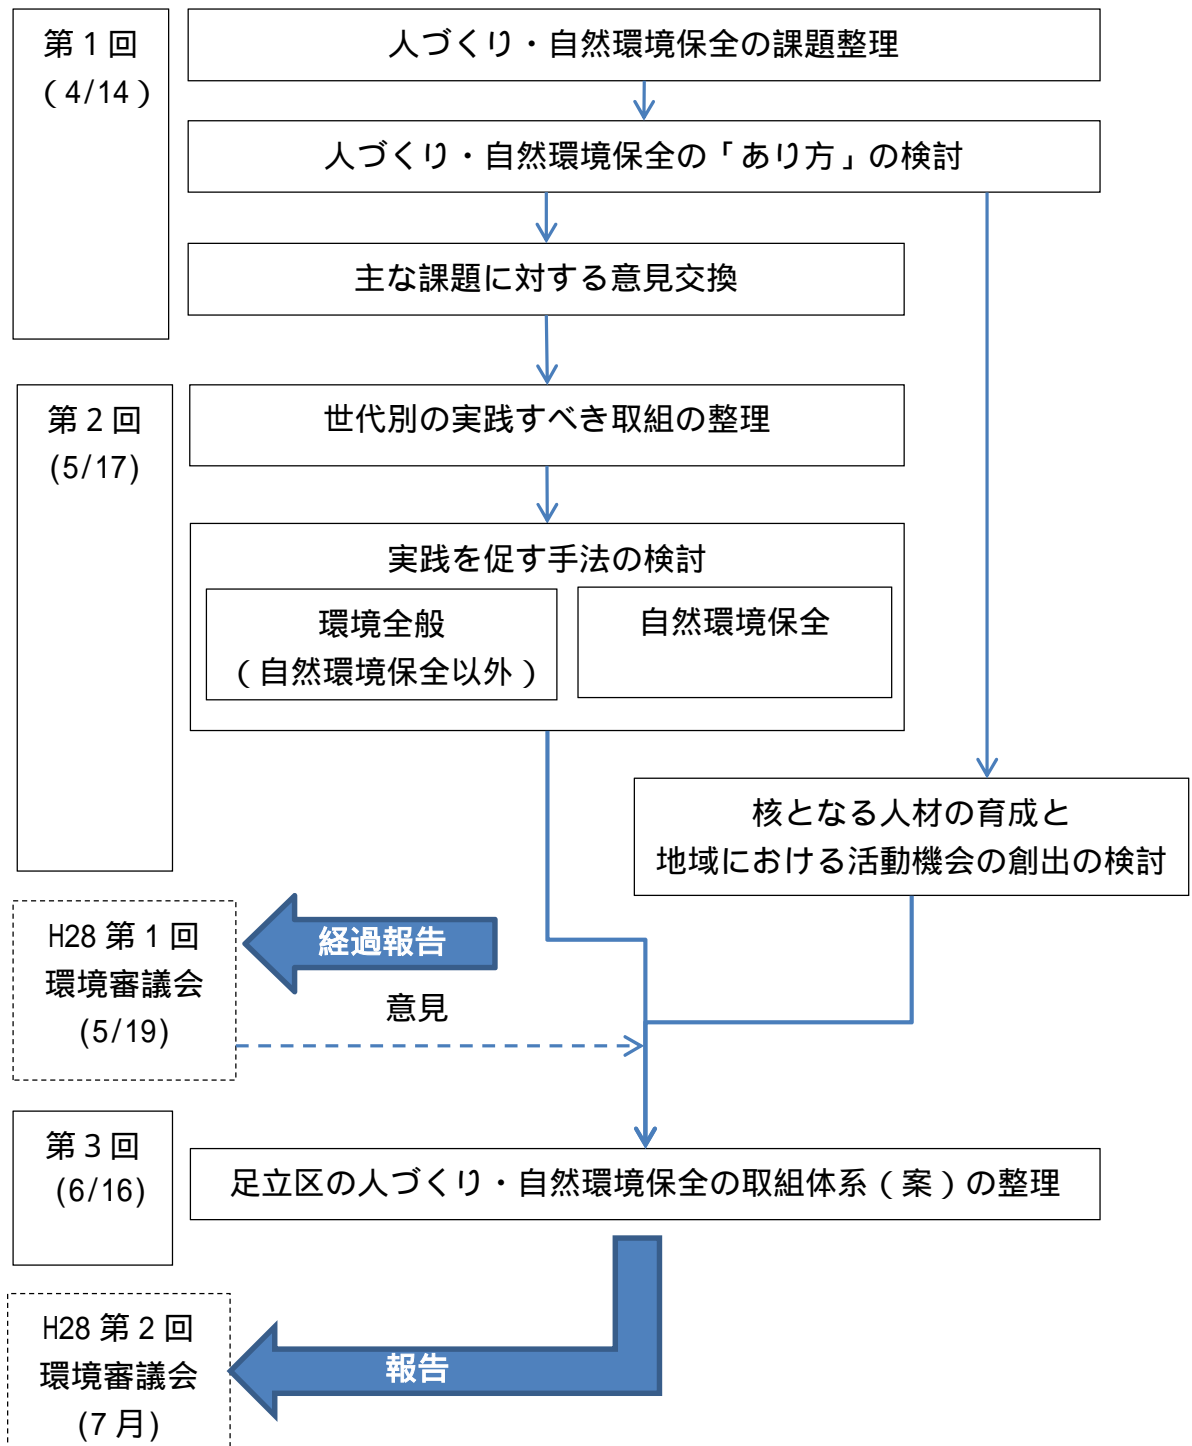 第１回
（4/14）
人づくり・自然環境保全の課題整理
人づくり・自然環境保全の「あり方」の検討
主な課題に対する意見交換
第２回
(5/17)
世代別の実践すべき取組の整理
実践を促す手法の検討
環境全般
（自然環境保全以外）
自然環境保全
核となる人材の育成と
地域における活動機会の創出の検討
H28 第１回
環境審議会
(5/19)
経過報告
意見
第３回
(6/16)
足立区の人づくり・自然環境保全の取組体系（案）の整理
H28 第２回
環境審議会
(７月)
報告